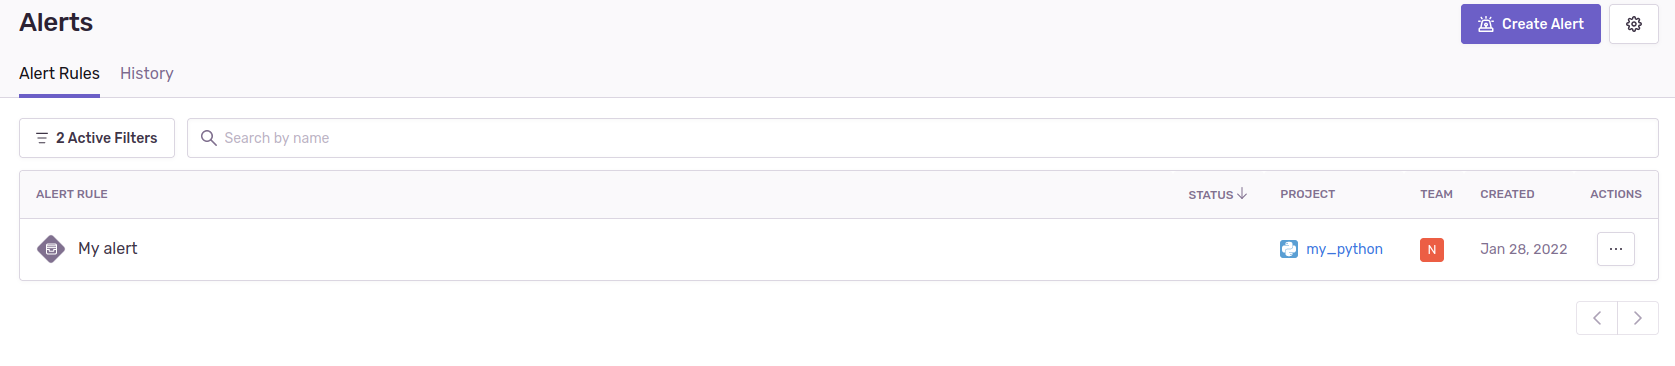 Alerts
Create Alert
Alert Rules History
2 Active Filters Search by name
ALERT RULE STATUS PROJECT TEAM CREATED ACTIONS
My alert my_python N Jan 28, 2022 ...